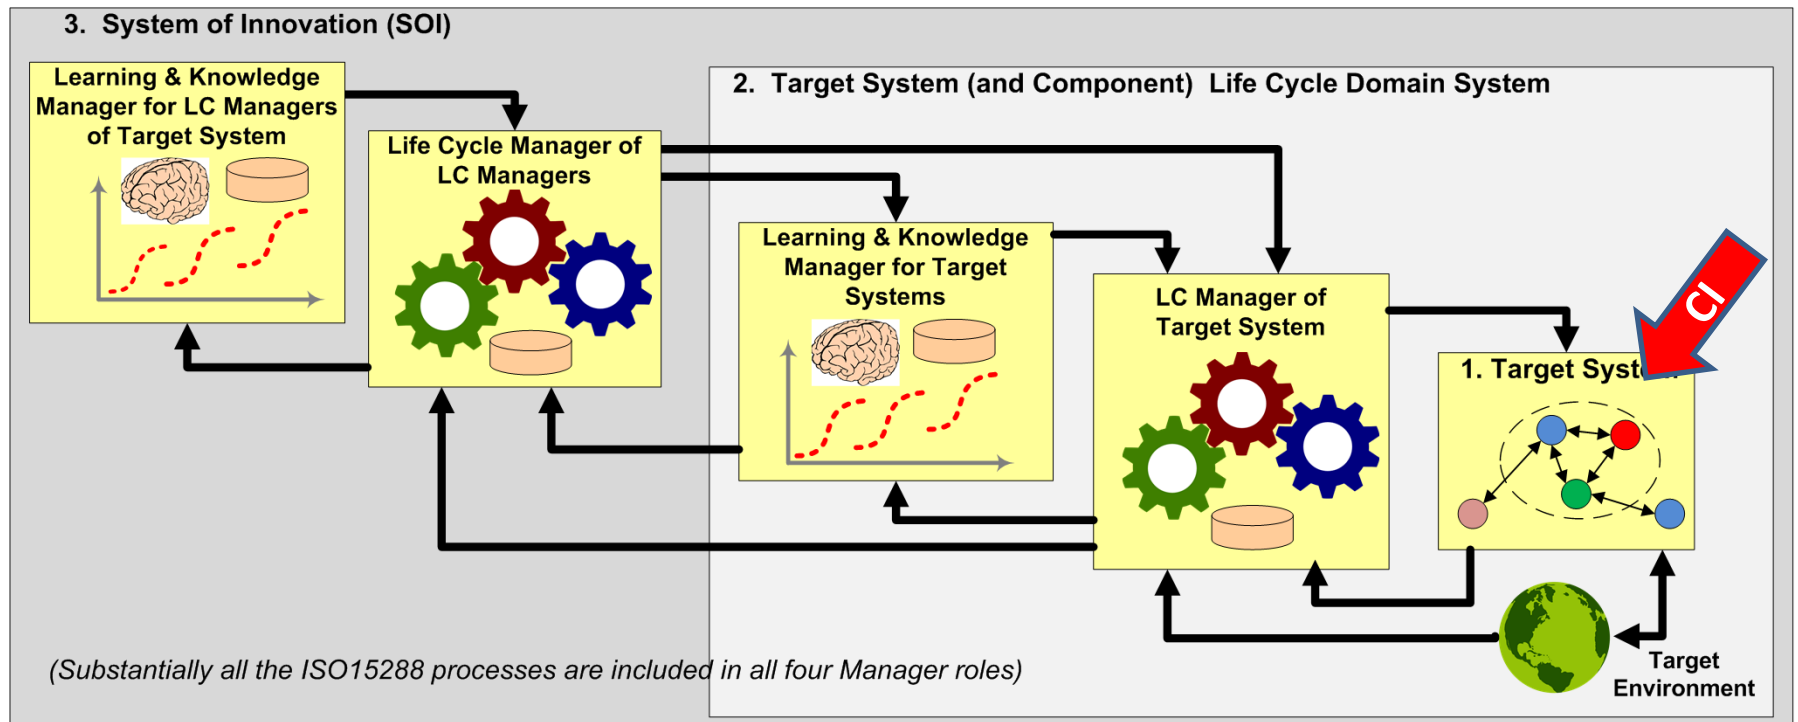 3. System of Innovation (SOI)
Learning & Knowledge
Manager for LC Managers
of Target System
2. Target System (and Component) Life Cycle Domain System
Life Cycle Manager of
LC Managers
Learning & Knowledge
Manager for Target
Systems
LC Manager of
Target System
CI
1. Target System
Target
Environment
(Substantially all the ISO15288 processes are included in all four Manager roles)